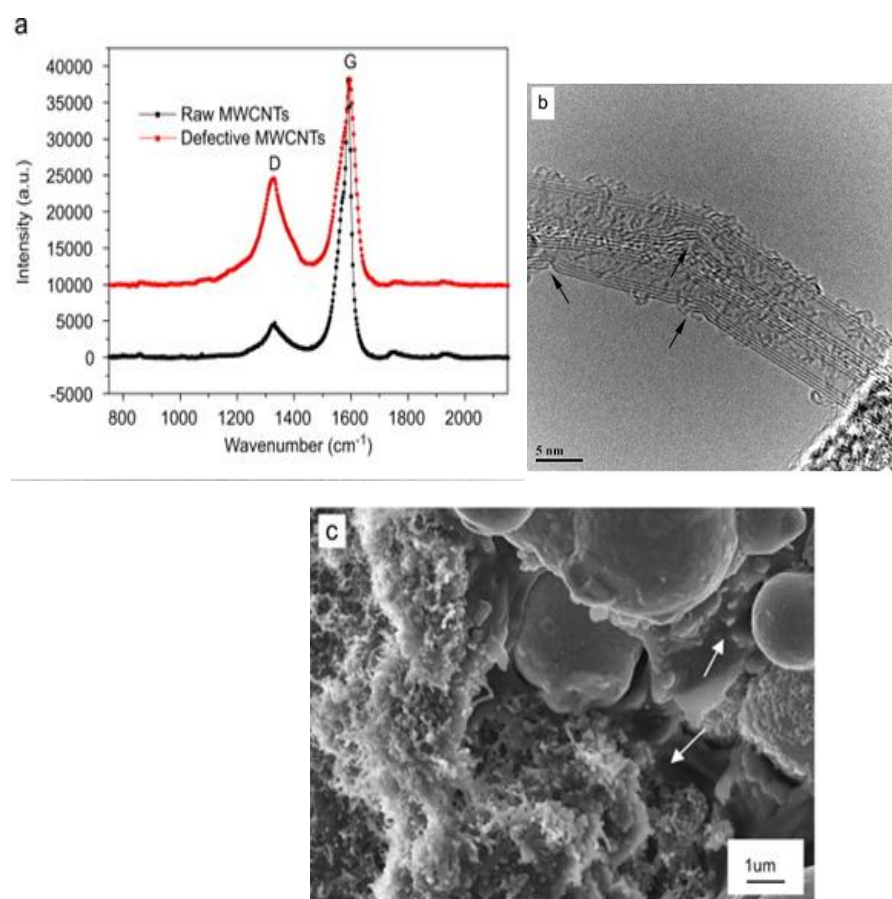 a
40000
35000
30000
25000
20000
15000
10000
5000
0
-5000
Intensity (a.u.)
Raw MWCNTs
Defective MWCNTs
D
G
800 1000 1200 1400 1600 1800 2000
Wavenumber (cm⁻¹)
b
5 nm
c
1um